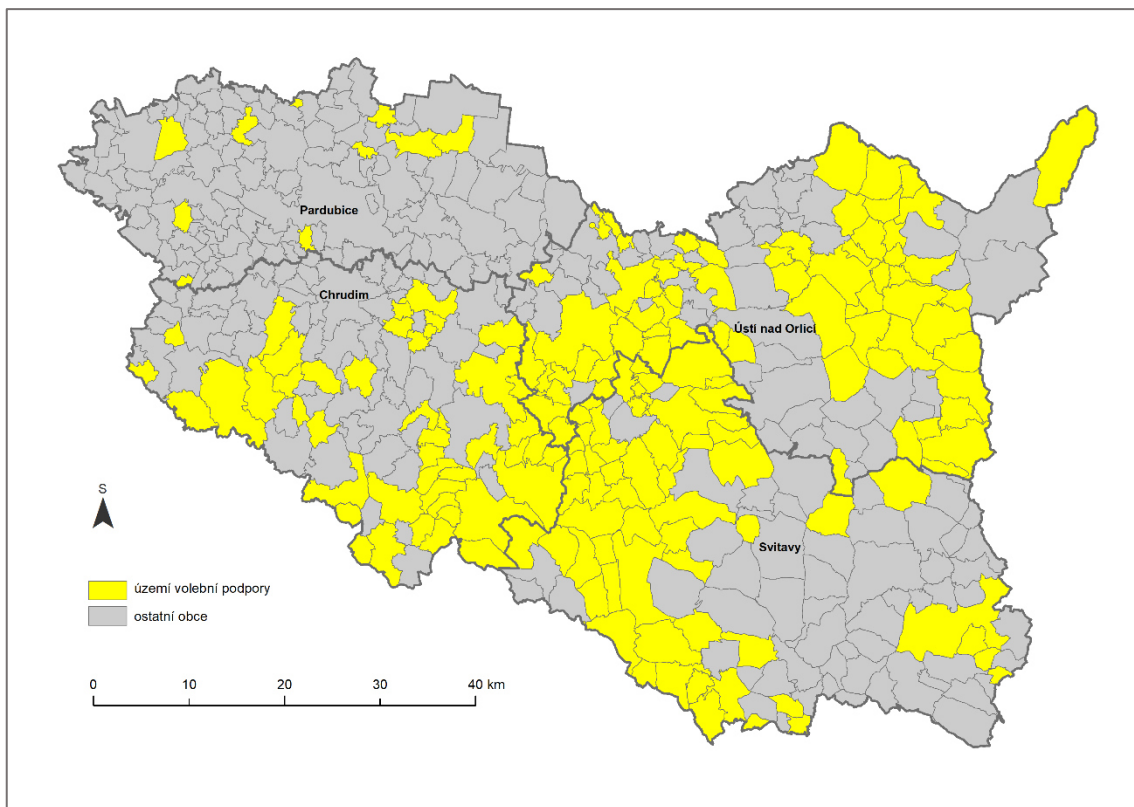 Pardubice
Chrudim
Ústí nad Orlicí
Svitavy
S
území volební podpory
ostatní obce
0 10 20 30 40 km